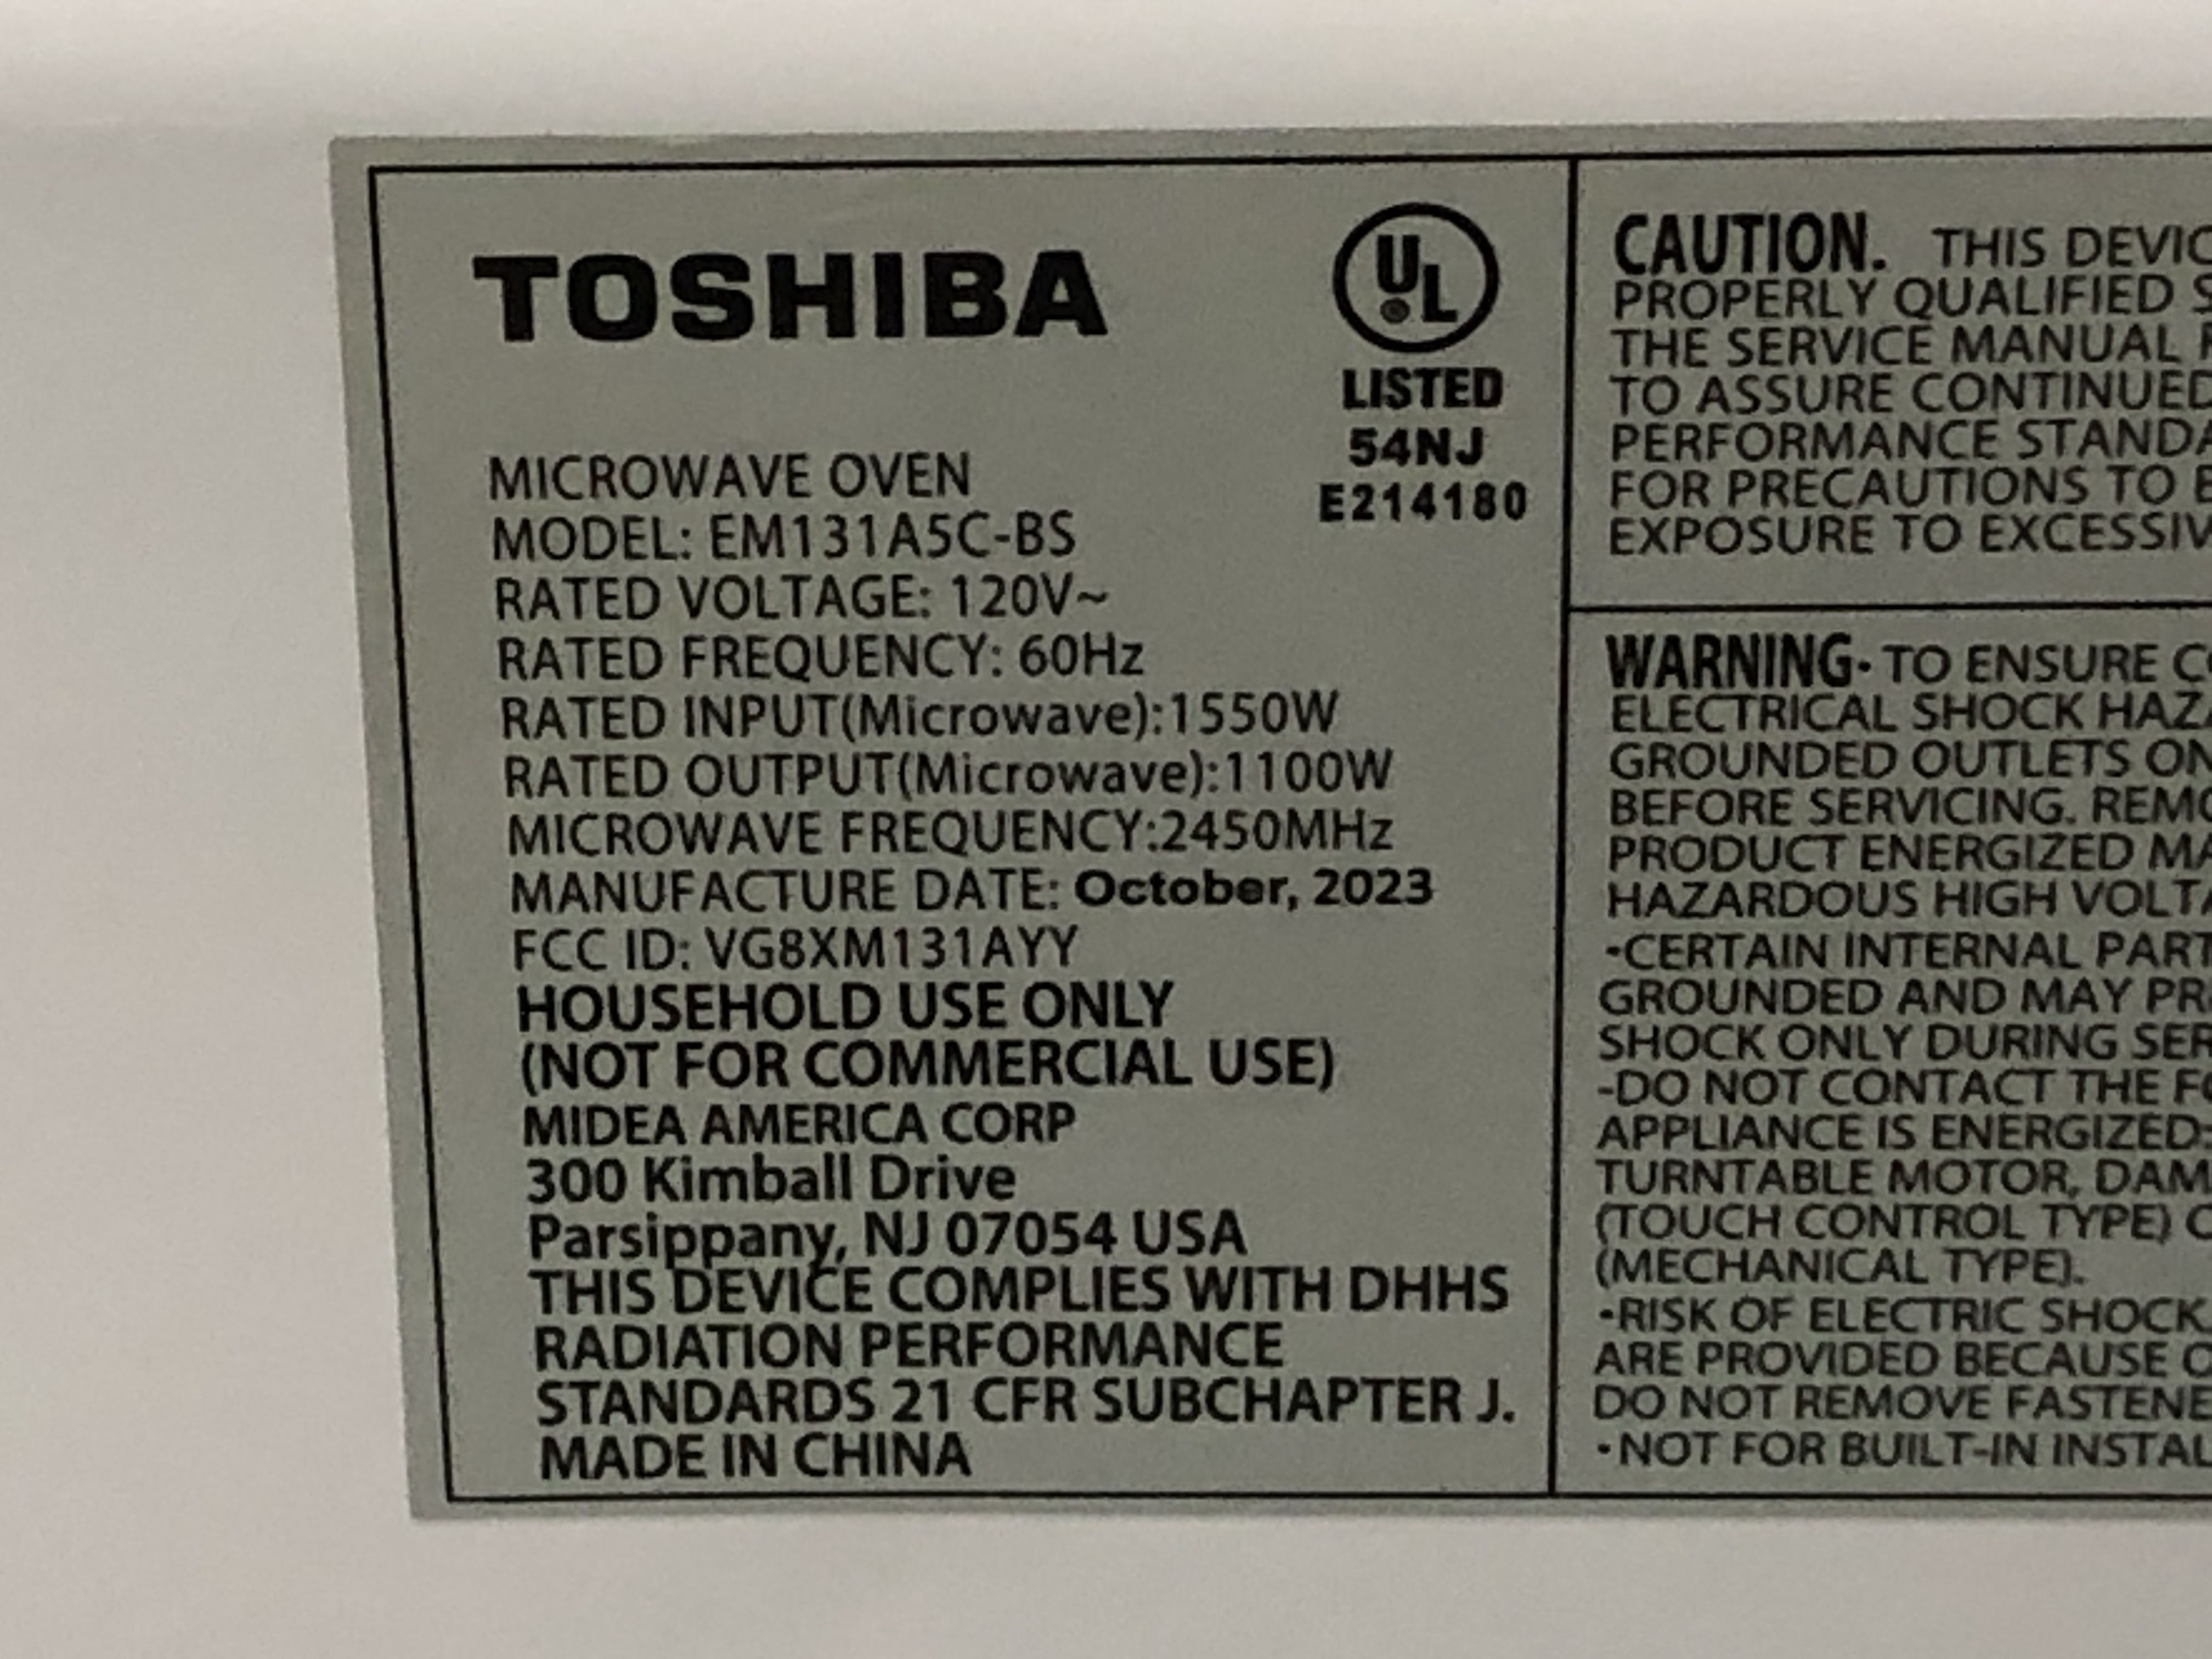 TOSHIBA
UL
LISTED
54NJ
E214180
MICROWAVE OVEN
MODEL: EM131A5C-BS
RATED VOLTAGE: 120V~
RATED FREQUENCY: 60Hz
RATED INPUT(Microwave):1550W
RATED OUTPUT(Microwave):1100W
MICROWAVE FREQUENCY:2450MHz
MANUFACTURE DATE: October, 2023
FCC ID: VG8XM131AYY
HOUSEHOLD USE ONLY
(NOT FOR COMMERCIAL USE)
MIDEA AMERICA CORP
300 Kimball Drive
Parsippany, NJ 07054 USA
THIS DEVICE COMPLIES WITH DHHS
RADIATION PERFORMANCE
STANDARDS 21 CFR SUBCHAPTER J.
MADE IN CHINA
CAUTION. THIS
PROPERLY QUALIFIED
THE SERVICE MANUAL
TO ASSURE CONTINUED
PERFORMANCE
FOR PRECAUTIONS TO
EXPOSURE TO
WARNING- TO ENSURE
ELECTRICAL SHOCK
GROUNDED OUTLETS
BEFORE SERVICING.
PRODUCT ENERGIZED
HAZARDOUS HIGH
-CERTAIN INTERNAL
GROUNDED AND MAY
SHOCK ONLY DURING
-DO NOT CONTACT THE
APPLIANCE IS ENERGIZED:
TURNTABLE MOTOR,
(TOUCH CONTROL TYPE)
(MECHANICAL TYPE).
-RISK OF ELECTRIC SHOCK
ARE PROVIDED BECAUSE
DO NOT REMOVE
-NOT FOR BUILT-IN